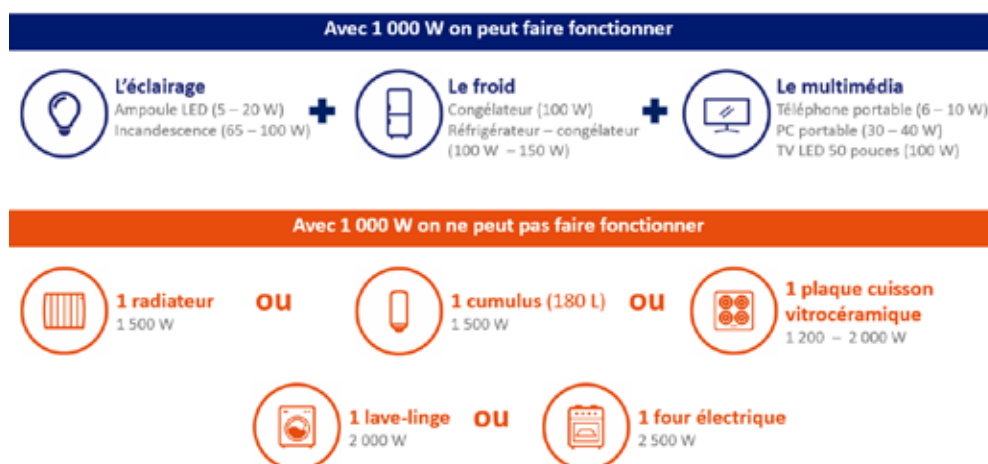 Avec 1 000 W on peut faire fonctionner
L'éclairage
Ampoule LED (5 – 20 W)
Incandescence (65 – 100 W)
+
Le froid
Congélateur (100 W)
Réfrigérateur – congélateur
(100 W – 150 W)
+
Le multimédia
Téléphone portable (6 – 10 W)
PC portable (30 – 40 W)
TV LED 50 pouces (100 W)
Avec 1 000 W on ne peut pas faire fonctionner
1 radiateur
1 500 W
ou
1 cumulus (180 L)
1 500 W
ou
1 plaque cuisson
vitrocéramique
1 200 – 2 000 W
1 lave-linge
2 000 W
ou
1 four électrique
2 500 W